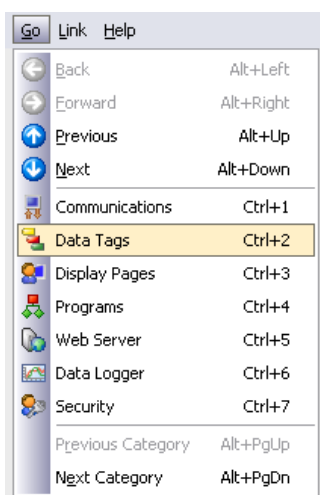 Go Link Help
Back Alt+Left
Forward Alt+Right
Previous Alt+Up
Next Alt+Down
Communications Ctrl+1
Data Tags Ctrl+2
Display Pages Ctrl+3
Programs Ctrl+4
Web Server Ctrl+5
Data Logger Ctrl+6
Security Ctrl+7
Previous Category Alt+PgUp
Next Category Alt+PgDn